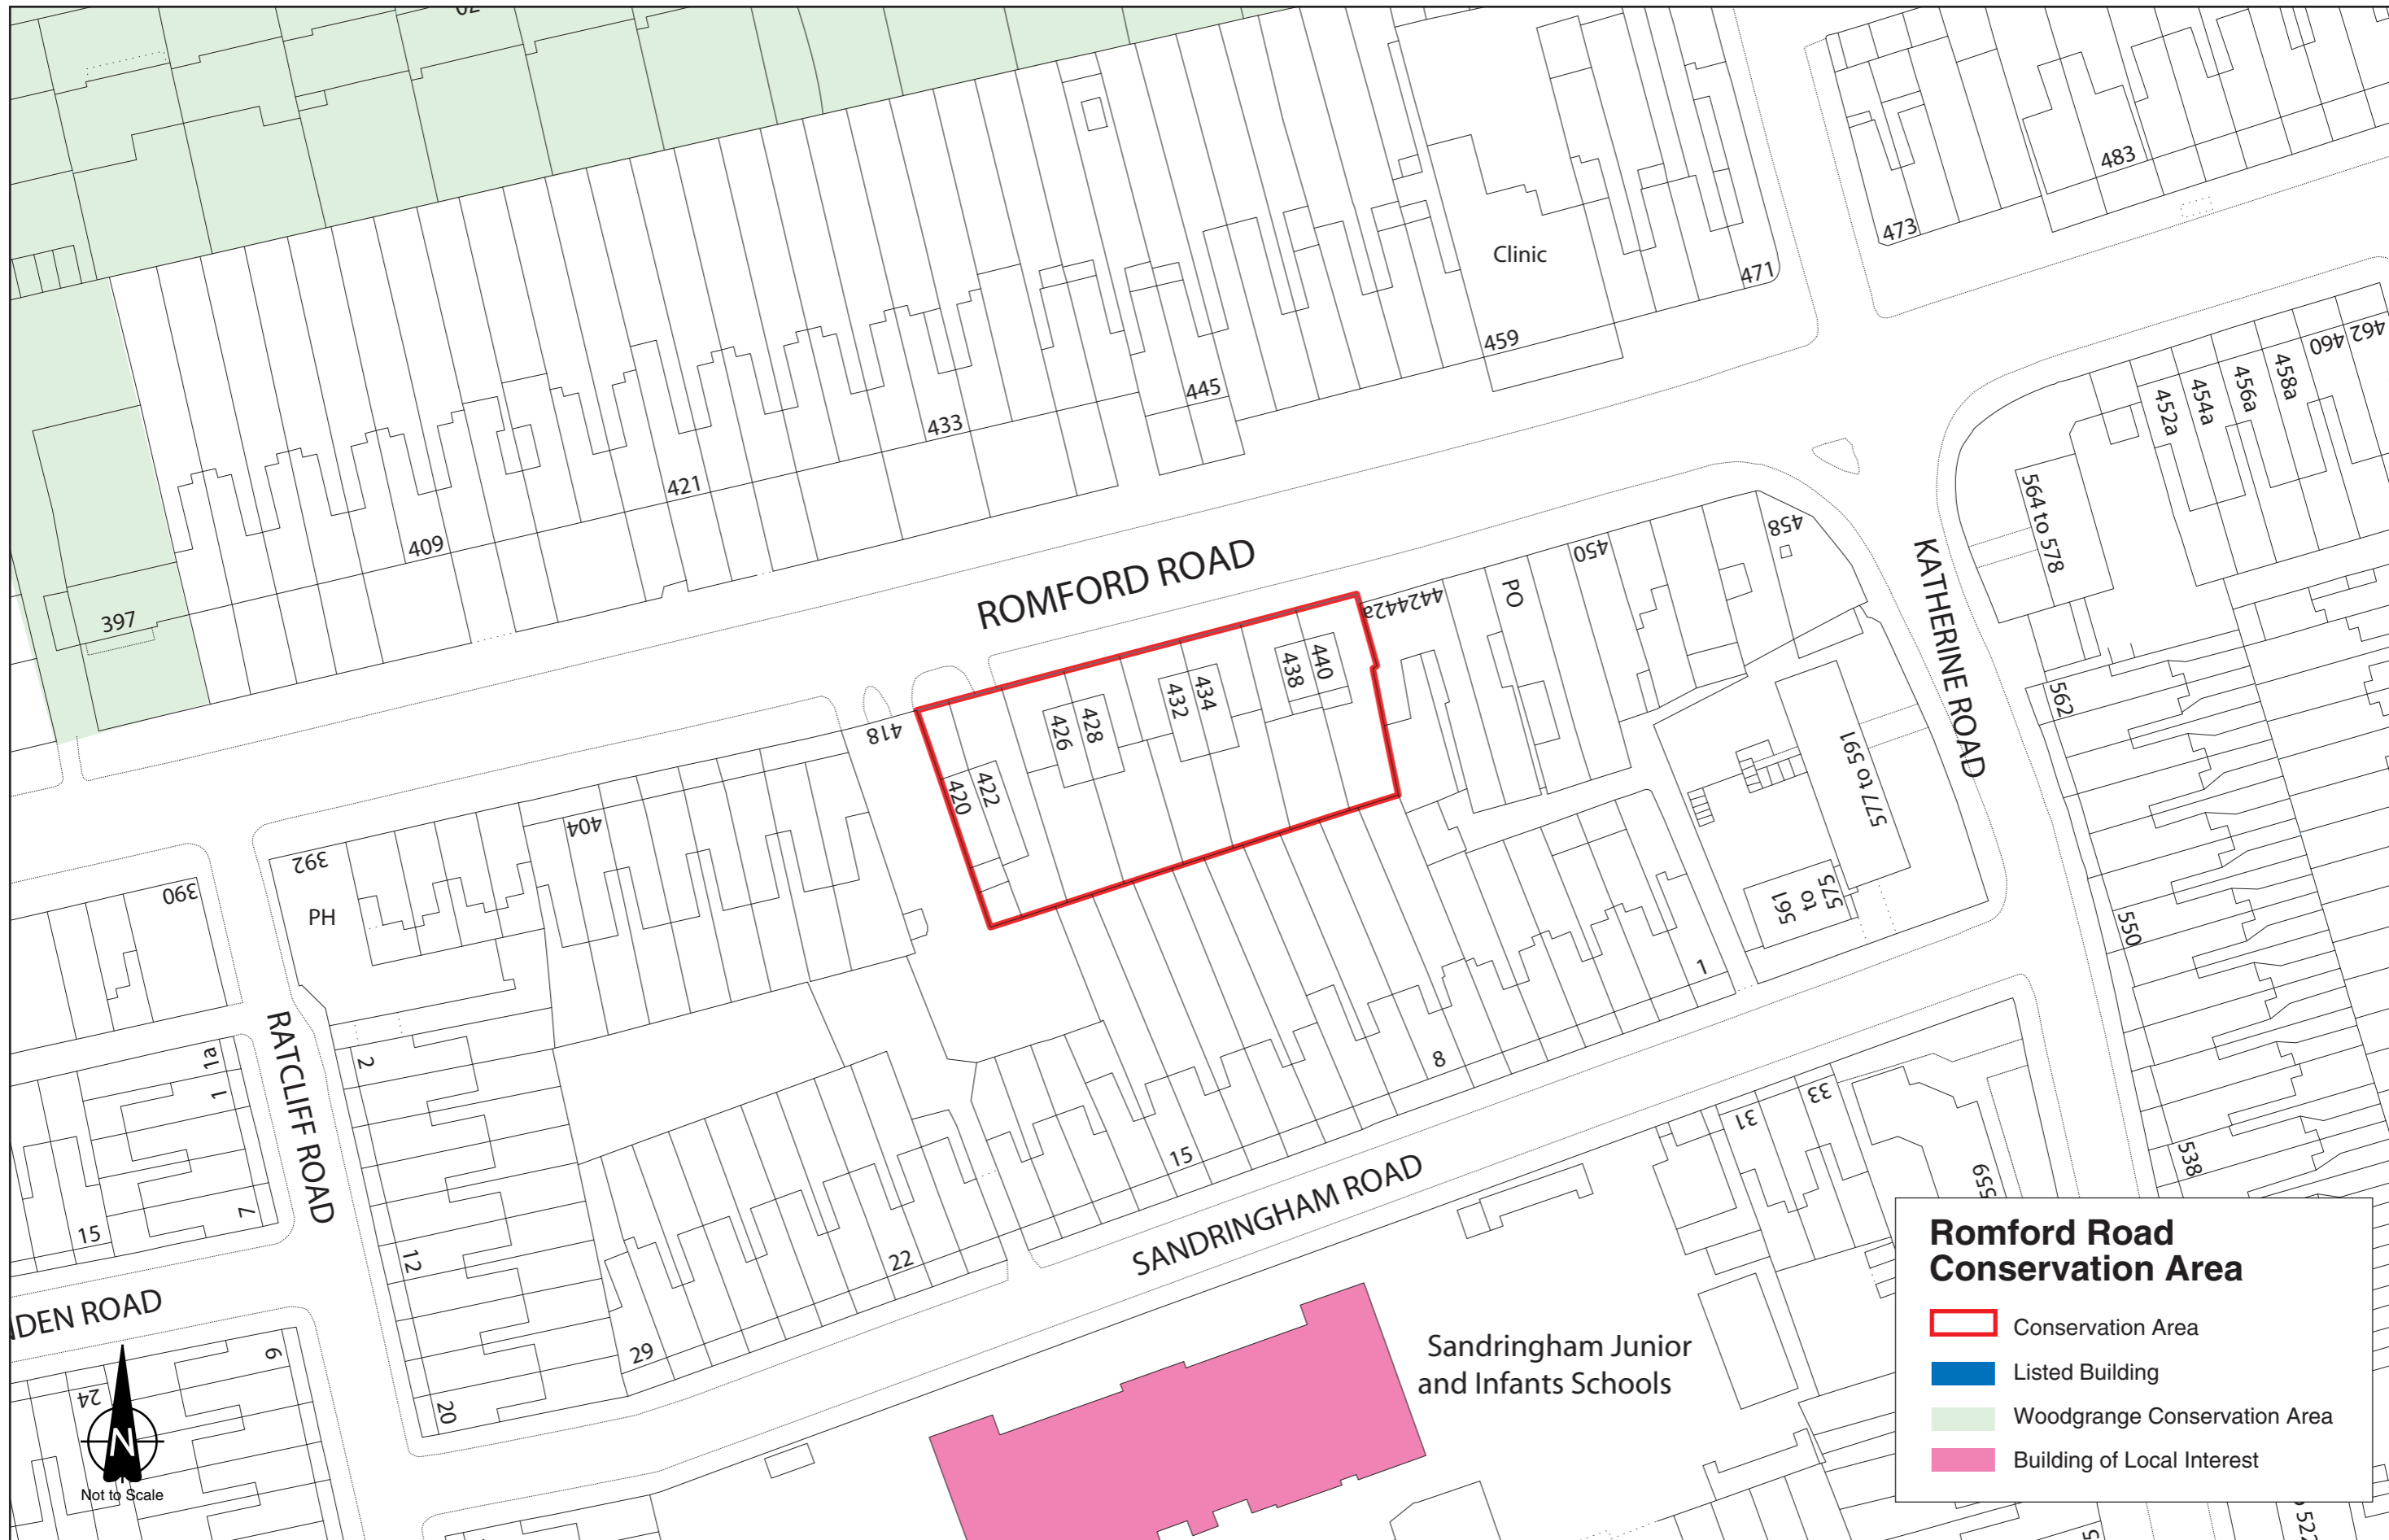 Clinic
483
473
471
459
445
433
421
409
397
462
460
458a
456a
454a
452a
564 to 578
ROMFORD ROAD
KATHERINE ROAD
458
450
PO
442
442a
440
438
434
432
428
426
422
420
418
404
392
PH
390
562
550
538
577 to 591
575
to
561
1
8
15
22
29
RATCLIFF ROAD
1a
1
7
15
2
12
20
SANDRINGHAM ROAD
31
33
559
DEN ROAD
24
9
Sandringham Junior
and Infants Schools
N
Not to Scale
Romford Road
Conservation Area
Conservation Area
Listed Building
Woodgrange Conservation Area
Building of Local Interest